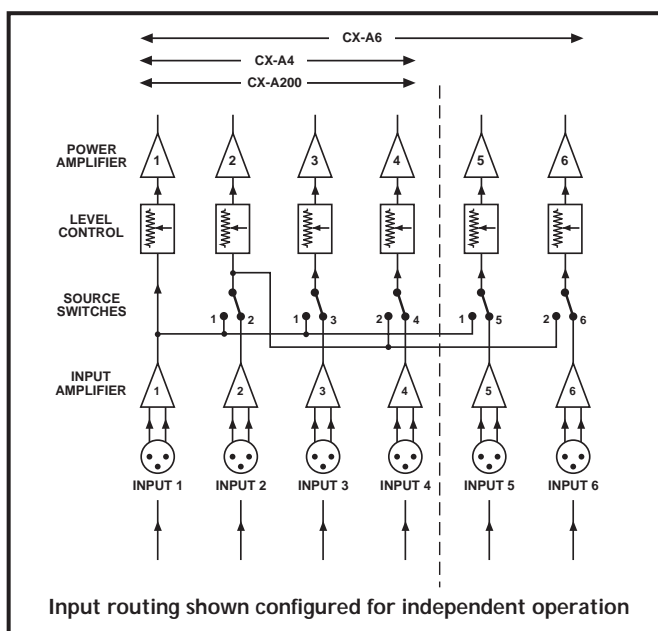 CX-A6
CX-A4
CX-A200
POWER
AMPLIFIER
1 2 3 4 5 6
LEVEL
CONTROL
SOURCE
SWITCHES
1 2 1 3 2 4 1 5 2 6
INPUT
AMPLIFIER
1 2 3 4 5 6
INPUT 1 INPUT 2 INPUT 3 INPUT 4 INPUT 5 INPUT 6
Input routing shown configured for independent operation